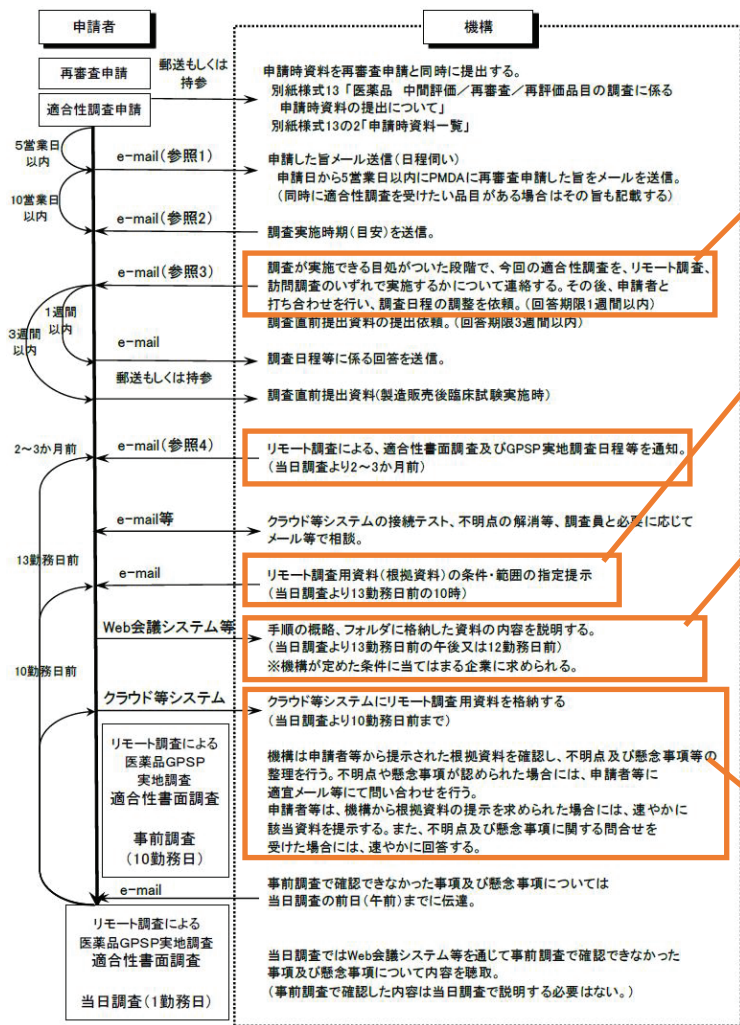 申請者
機構
再審査申請
郵送もしくは
持参
適合性調査申請
申請時資料を再審査申請と同時に提出する。
別紙様式13「医薬品 中間評価/再審査/再評価品目の調査に係る
申請時資料の提出について」
別紙様式13の2「申請時資料一覧」
5営業日
以内
e-mail(参照1)
申請した旨メール送信(日程伺い)
申請日から5営業日以内にPMDAに再審査申請した旨をメールを送信。
(同時に適合性調査を受けたい品目がある場合はその旨も記載する)
10営業日
以内
e-mail(参照2)
調査実施時期(目安)を送信。
e-mail(参照3)
調査が実施できる目処がついた段階で、今回の適合性調査を、リモート調査、
訪問調査のいずれで実施するかについて連絡する。その後、申請者と
打ち合わせを行い、調査日程の調整を依頼。(回答期限1週間以内)
調査直前提出資料の提出依頼。(回答期限3週間以内)
1週間
以内
3週間
以内
e-mail
調査日程等に係る回答を送信。
郵送もしくは持参
調査直前提出資料(製造販売後臨床試験実施時)
2~3か月前
e-mail(参照4)
リモート調査による、適合性書面調査及びGPSP実地調査日程等を通知。
(当日調査より2~3か月前)
e-mail等
クラウド等システムの接続テスト、不明点の解消等、調査員と必要に応じて
メール等で相談。
13勤務日前
e-mail
リモート調査用資料(根拠資料)の条件・範囲の指定提示
(当日調査より13勤務日前の10時)
Web会議システム等
手順の概略、フォルダに格納した資料の内容を説明する。
(当日調査より13勤務日前の午後又は12勤務日前)
※機構が定めた条件に当てはまる企業に求められる。
10勤務日前
クラウド等システム
クラウド等システムにリモート調査用資料を格納する
(当日調査より10勤務日前まで)
リモート調査による
医薬品GPSP
実地調査
適合性書面調査
事前調査
(10勤務日)
機構は申請者等から提示された根拠資料を確認し、不明点及び懸念事項等の
整理を行う。不明点や懸念事項が認められた場合には、申請者等に
適宜メール等にて問い合わせを行う。
申請者等は、機構から根拠資料の提示を求められた場合には、速やかに
該当資料を提示する。また、不明点及び懸念事項に関する問合せを
受けた場合には、速やかに回答する。
e-mail
事前調査で確認できなかった事項及び懸念事項については
当日調査の前日(午前)までに伝達。
リモート調査による
医薬品GPSP実地調査
適合性書面調査
当日調査(1勤務日)
当日調査ではWeb会議システム等を通じて事前調査で確認できなかった
事項及び懸念事項について内容を聴取。
(事前調査で確認した内容は当日調査で説明する必要はない。)